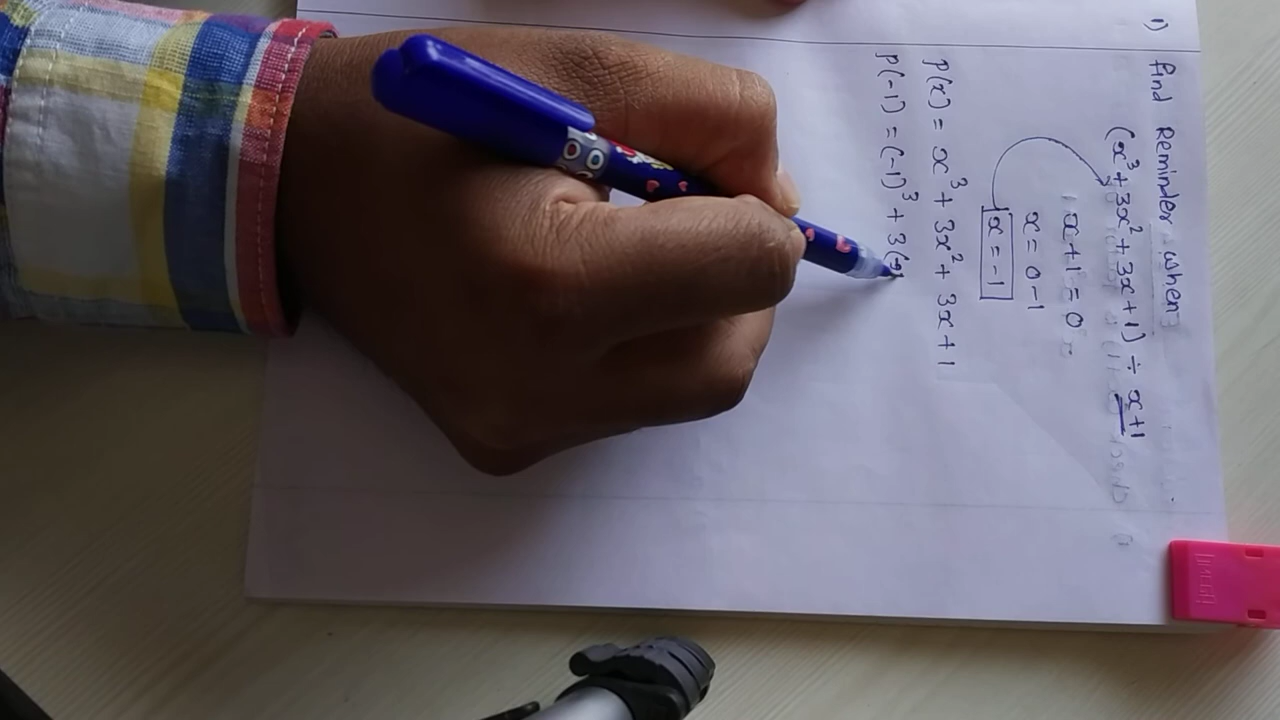 1) find Reminder when
(x³ + 3x² + 3x + 1) ÷ x+1
x+1 = 0
x = 0-1
x = -1
p(x) = x³ + 3x² + 3x + 1
p(-1) = (-1)³ + 3(-